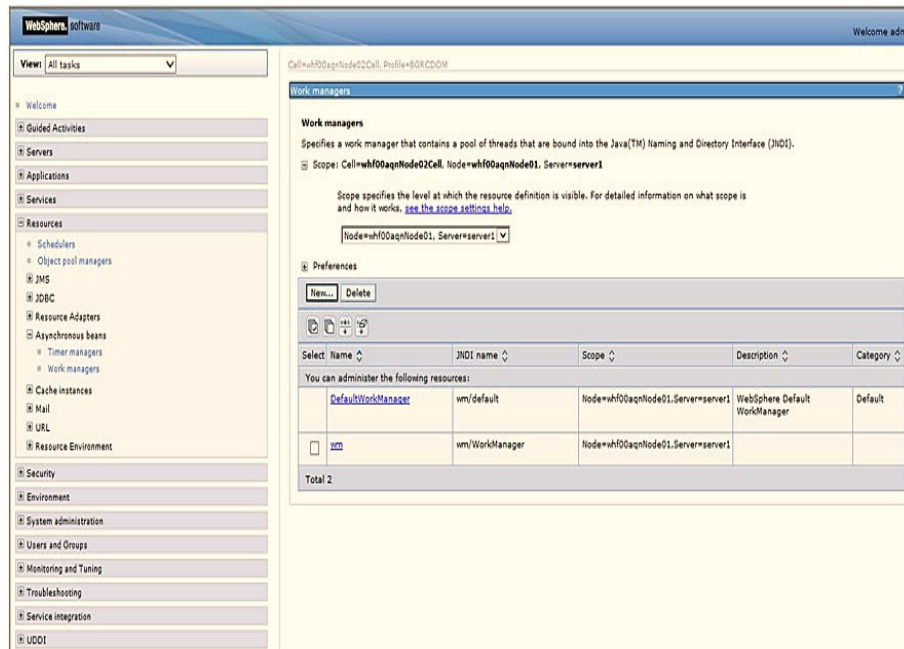 WebSphere. software
Welcome adm
View: All tasks
Cell=whf00aqnNode02Cell, Profile=BGRCDOM
Work managers
?
Welcome
Guided Activities
Servers
Applications
Services
Resources
Schedulers
Object pool managers
JMS
JDBC
Resource Adapters
Asynchronous beans
Timer managers
Work managers
Cache instances
Mail
URL
Resource Environment
Security
Environment
System administration
Users and Groups
Monitoring and Tuning
Troubleshooting
Service integration
UDDI
Work managers
Specifies a work manager that contains a pool of threads that are bound into the Java(TM) Naming and Directory Interface (JNDI).
Scope: Cell=whf00aqnNode02Cell, Node=whf00aqnNode01, Server=server1
Scope specifies the level at which the resource definition is visible. For detailed information on what scope is
and how it works, see the scope settings help.
Node=whf00aqnNode01, Server=server1
Preferences
New... Delete
Select Name JNDI name Scope Description Category
You can administer the following resources:
DefaultWorkManager wm/default Node=whf00aqnNode01,Server=server1 WebSphere Default Default
WorkManager
wm wm/WorkManager Node=whf00aqnNode01,Server=server1
Total 2